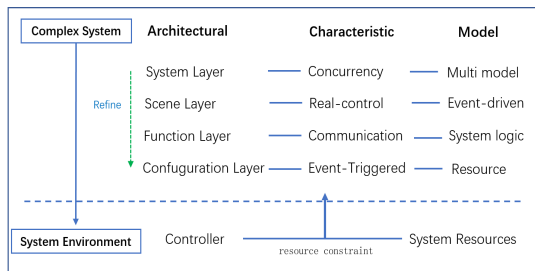 Complex System Architectural Characteristic Model
System Layer Concurrency Multi model
Refine Scene Layer Real-control Event-driven
Function Layer Communication System logic
Confuguration Layer Event-Triggered Resource
System Environment Controller System Resources
resource constraint